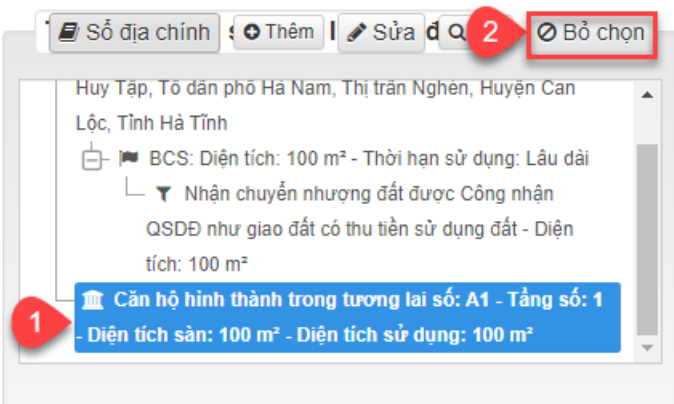 Sổ địa chính Thêm Sửa 2 Bỏ chọn
Huy Tập, Tổ dân phố Hà Nam, Thị trấn Nghèn, Huyện Can
Lộc, Tỉnh Hà Tĩnh
BCS: Diện tích: 100 m² - Thời hạn sử dụng: Lâu dài
Nhận chuyển nhượng đất được Công nhận
QSDĐ như giao đất có thu tiền sử dụng đất - Diện
tích: 100 m²
Căn hộ hình thành trong tương lai số: A1 - Tầng số: 1
1
- Diện tích sàn: 100 m² - Diện tích sử dụng: 100 m²